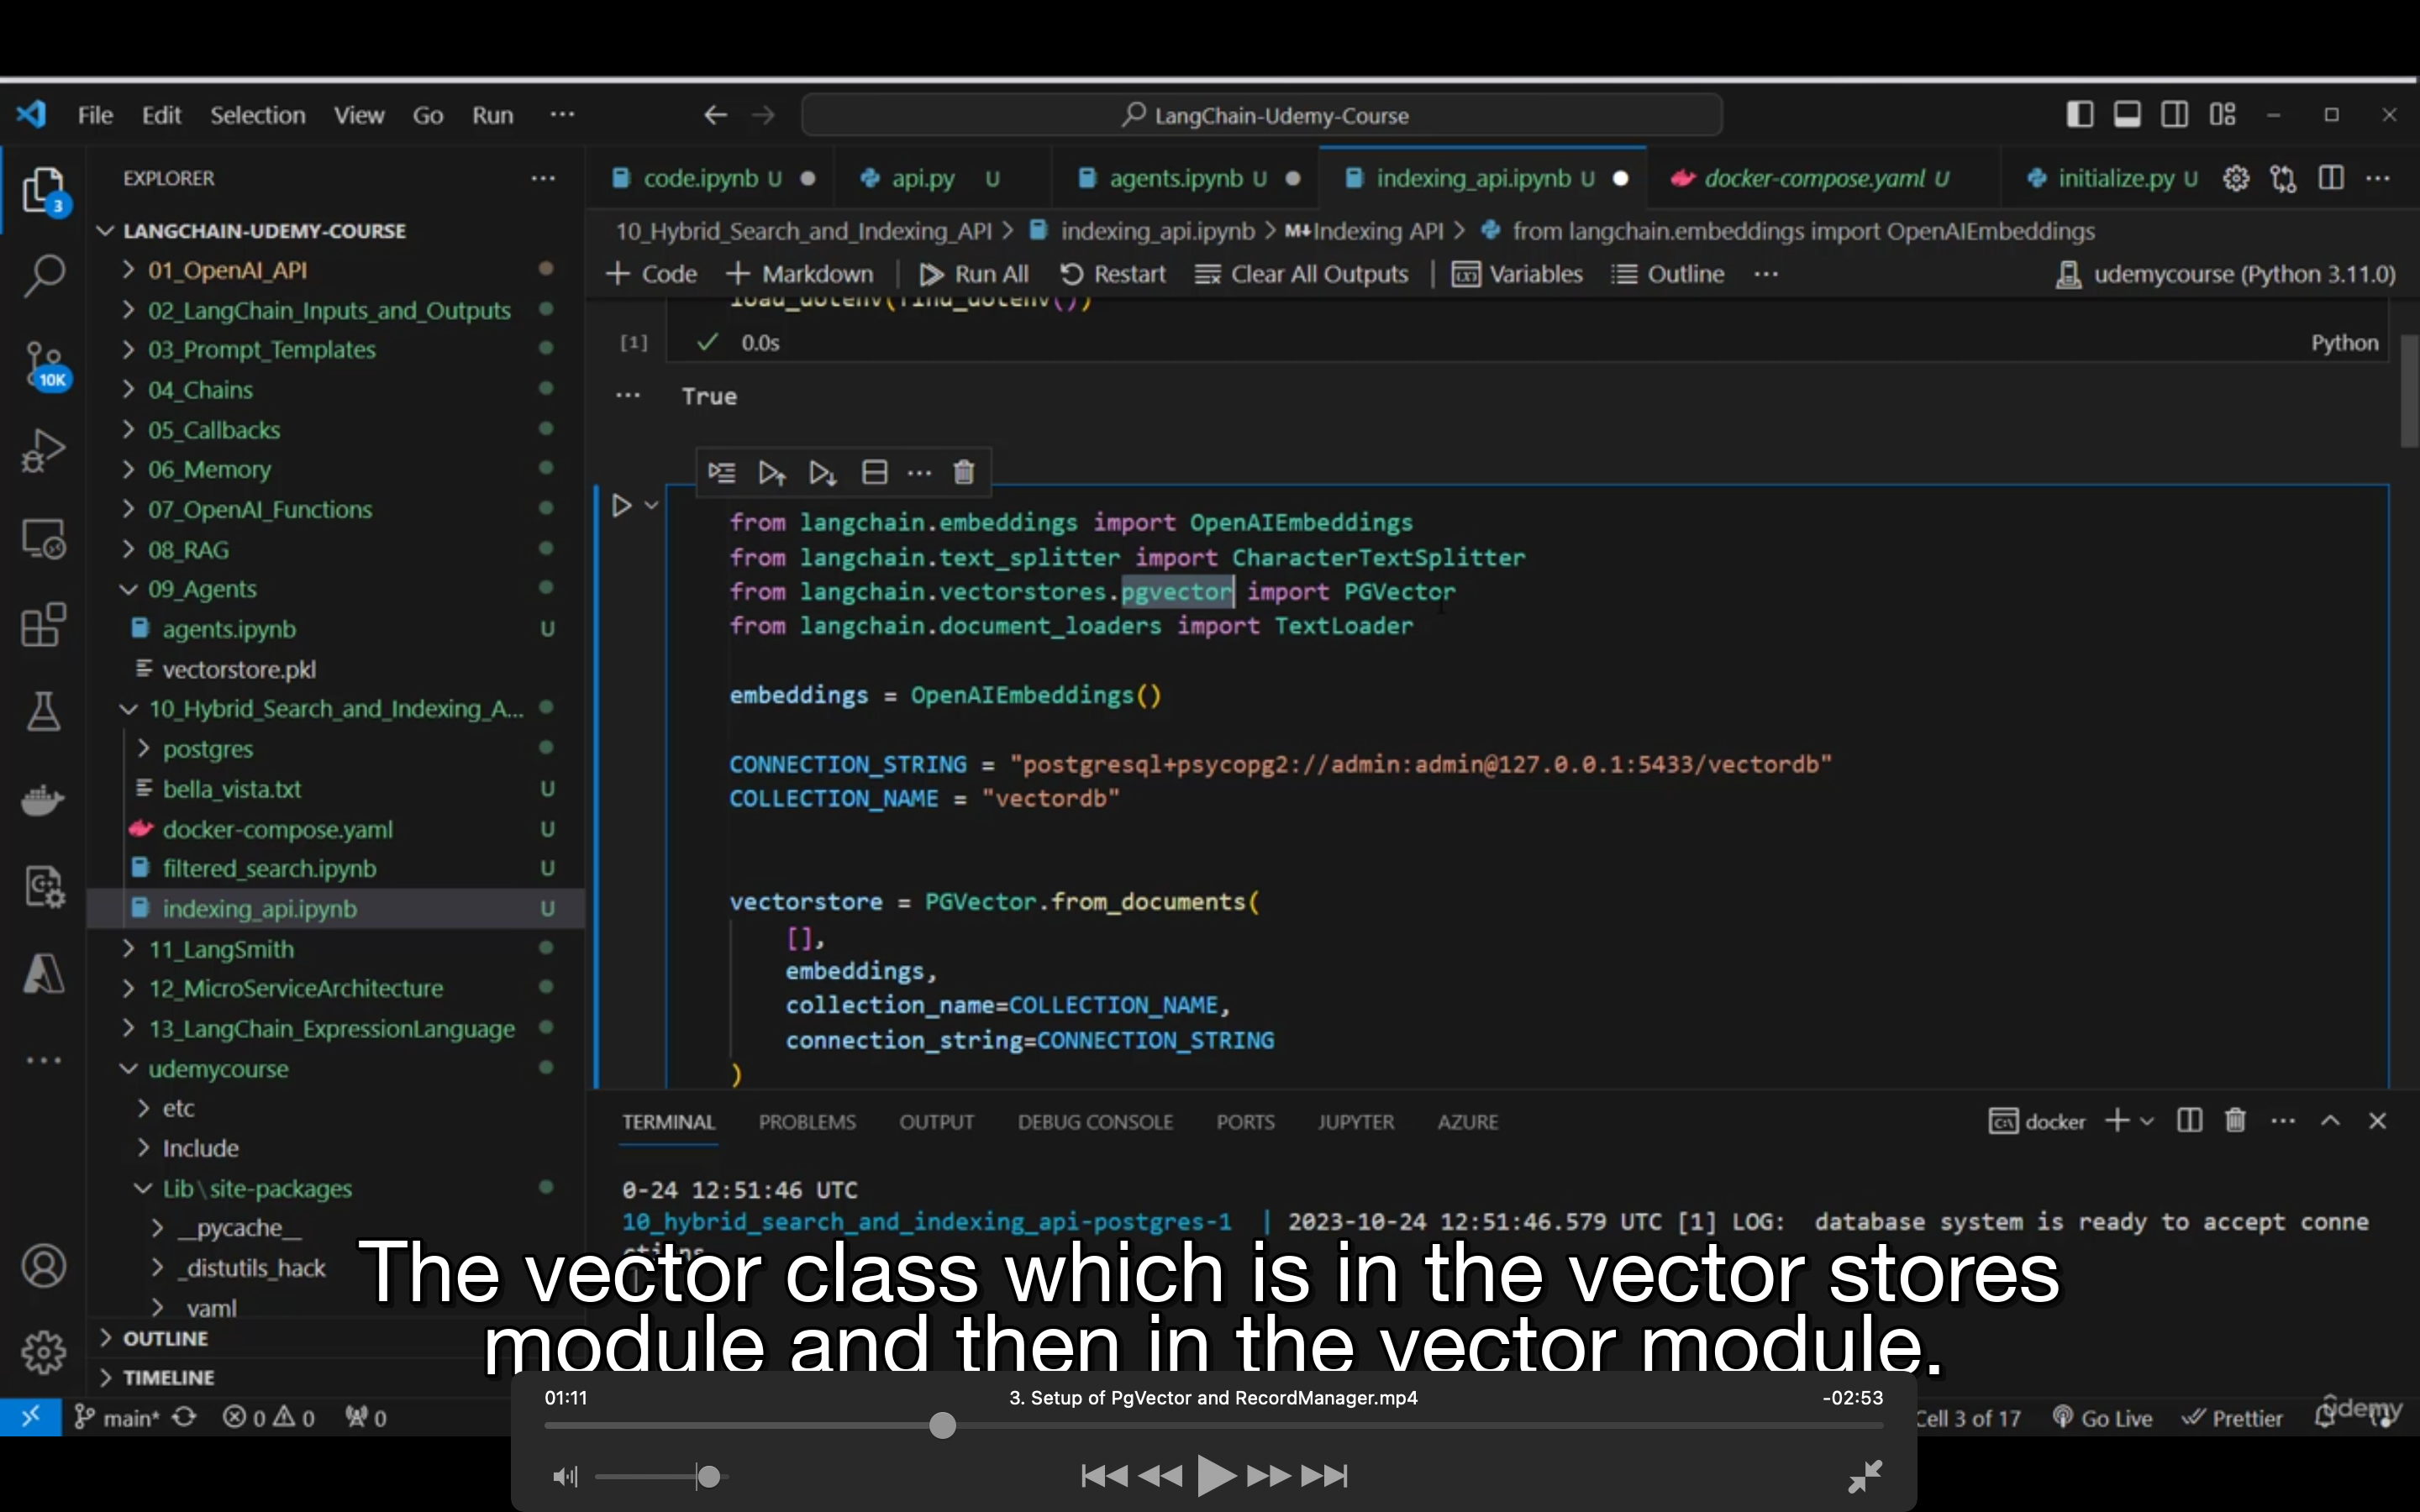 File Edit Selection View Go Run ...
LangChain-Udemy-Course
EXPLORER
code.ipynb U
api.py U
agents.ipynb U
indexing_api.ipynb U
docker-compose.yaml U
initialize.py U
10_Hybrid_Search_and_Indexing_API > indexing_api.ipynb > M↓Indexing API > from langchain.embeddings import OpenAIEmbeddings
+ Code + Markdown Run All Restart Clear All Outputs Variables Outline ... udemycourse (Python 3.11.0)
3
10K
LANGCHAIN-UDEMY-COURSE
01_OpenAI_API
02_LangChain_Inputs_and_Outputs
03_Prompt_Templates
04_Chains
05_Callbacks
06_Memory
07_OpenAI_Functions
08_RAG
09_Agents
agents.ipynb U
vectorstore.pkl
10_Hybrid_Search_and_Indexing_A...
postgres
bella_vista.txt U
docker-compose.yaml U
filtered_search.ipynb U
indexing_api.ipynb U
11_LangSmith
12_MicroServiceArchitecture
13_LangChain_ExpressionLanguage
udemycourse
etc
Include
Lib\site-packages
__pycache__
_distutils_hack
yaml
OUTLINE
TIMELINE
load_dotenv(find_dotenv())
[1] 0.0s Python
True
from langchain.embeddings import OpenAIEmbeddings
from langchain.text_splitter import CharacterTextSplitter
from langchain.vectorstores.pgvector import PGVector
from langchain.document_loaders import TextLoader
embeddings = OpenAIEmbeddings()
CONNECTION_STRING = "postgresql+psycopg2://admin:admin@127.0.0.1:5433/vectordb"
COLLECTION_NAME = "vectordb"
vectorstore = PGVector.from_documents(
[],
embeddings,
collection_name=COLLECTION_NAME,
connection_string=CONNECTION_STRING
)
TERMINAL PROBLEMS OUTPUT DEBUG CONSOLE PORTS JUPYTER AZURE
docker
0-24 12:51:46 UTC
10_hybrid_search_and_indexing_api-postgres-1 | 2023-10-24 12:51:46.579 UTC [1] LOG: database system is ready to accept conne
ctions
The vector class which is in the vector stores
module and then in the vector module.
01:11 3. Setup of PgVector and RecordManager.mp4 -02:53
main* 0 0 0
Cell 3 of 17 Go Live Prettier
udemy